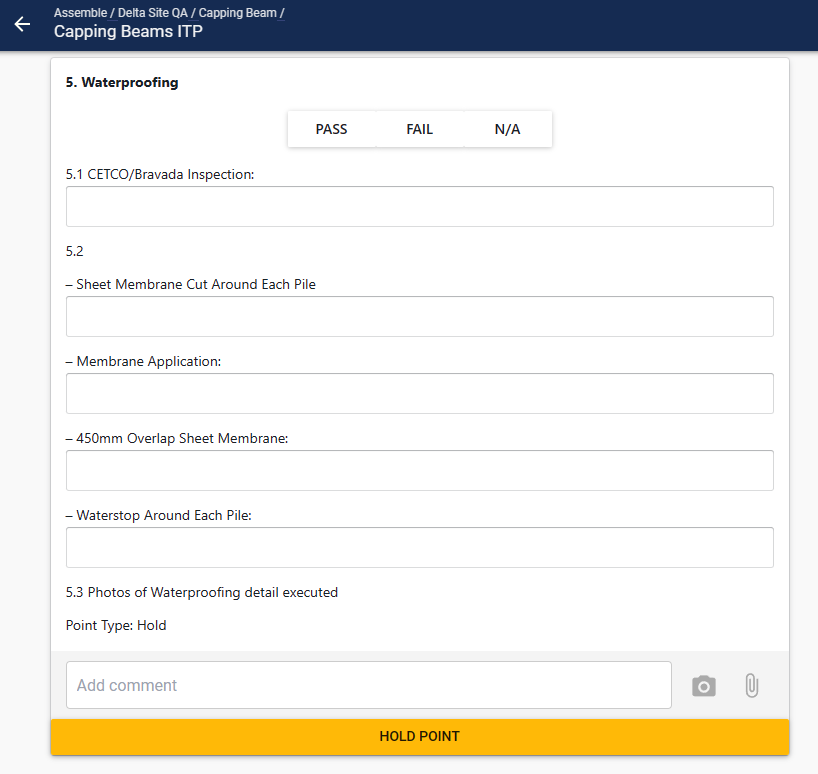 Assemble / Delta Site QA / Capping Beam /
Capping Beams ITP
5. Waterproofing
PASS FAIL N/A
5.1 CETCO/Bravada Inspection:
5.2
– Sheet Membrane Cut Around Each Pile
– Membrane Application:
– 450mm Overlap Sheet Membrane:
– Waterstop Around Each Pile:
5.3 Photos of Waterproofing detail executed
Point Type: Hold
Add comment
HOLD POINT